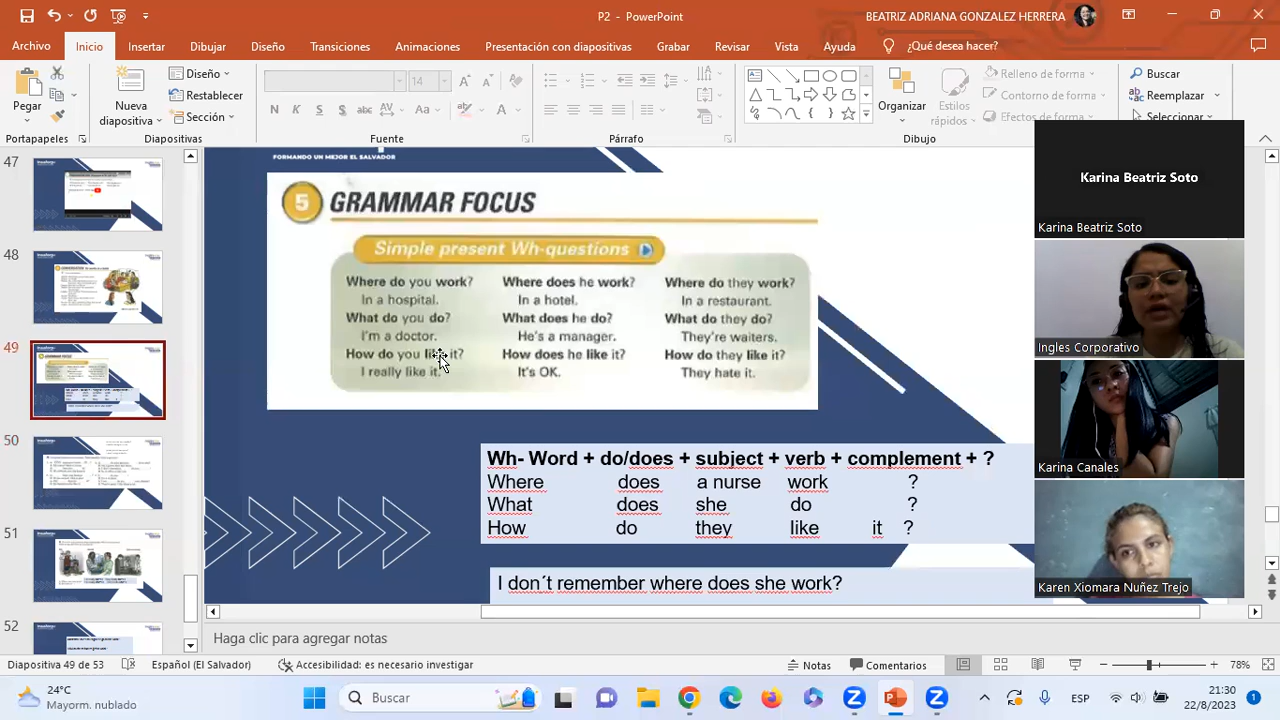 P2 - PowerPoint
BEATRIZ ADRIANA GONZALEZ HERRERA
Archivo Inicio Insertar Dibujar Diseño Transiciones Animaciones Presentación con diapositivas Grabar Revisar Vista Ayuda ¿Qué desea hacer?
Pegar
Portapapeles
Nueva diapositiva
Diseño
Restablecer
Sección
Diapositivas
14
N K S S abc AV Aa A
Fuente
Párrafo
Organizar
Estilos rápidos
Relleno de forma
Contorno de forma
Efectos de forma
Dibujo
Buscar
Reemplazar
Seleccionar
47
48
49
50
51
52
FORMANDO UN MEJOR EL SALVADOR
5 GRAMMAR FOCUS
Simple present Wh-questions
Where do you work? Where does he work? Where do they work?
In a hospital. In a hotel. In a restaurant.
What do you do? What does he do? What do they do?
I'm a doctor. He's a manager. They're waiters.
How do you like it? How does he like it? How do they like it?
I really like it. It's OK. They hate it.
Wh- Word + do/does + subject ?
Where does a nurse work ?
What does she do ?
How do they like it ?
I don´t remember where does she work?
Karina Beatriz Soto
Karina Beatriz Soto
Ingles Corporativo
Karina Canales
Karen Xiomara Nuñez Trejo
Haga clic para agregar notas
Diapositiva 49 de 53 Español (El Salvador) Accesibilidad: es necesario investigar Notas Comentarios 78%
24°C
Mayorm. nublado
Buscar
ESP
21:30
22/8/2023
1